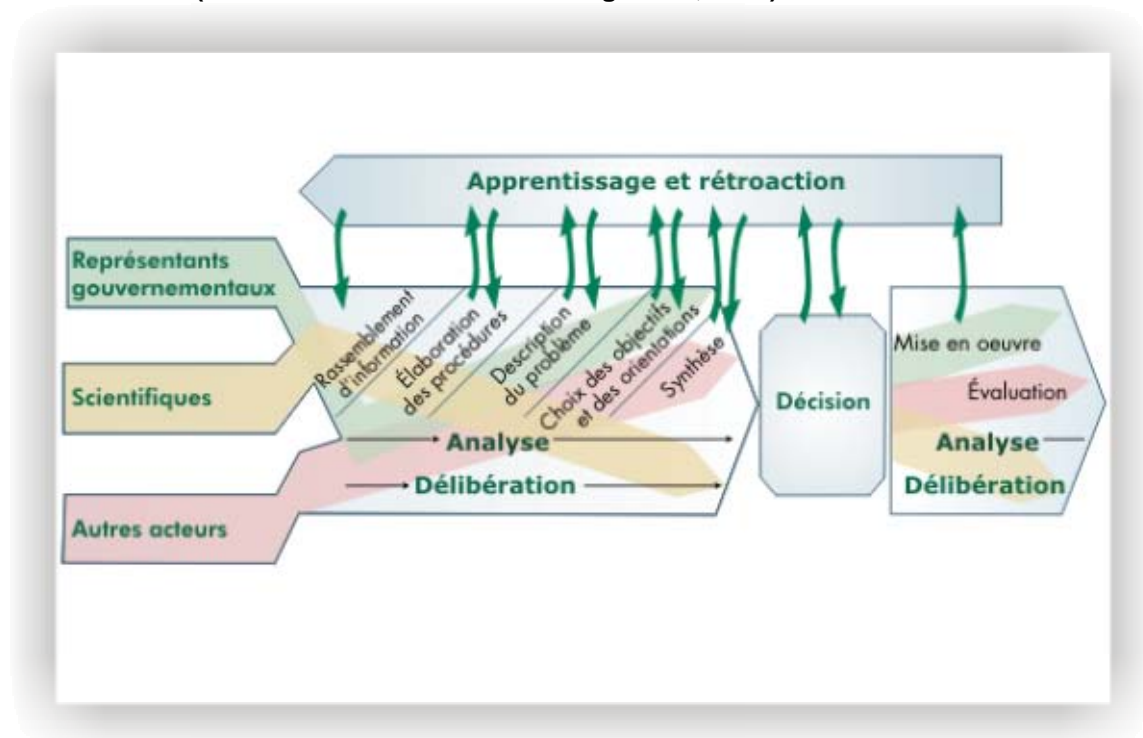 Apprentissage et rétroaction
Représentants
gouvernementaux
Scientifiques
Autres acteurs
Rassemblement
d'information
Élaboration
des procédures
Description
du problème
Choix des objectifs
et des orientations
Synthèse
Analyse
Délibération
Décision
Mise en oeuvre
Évaluation
Analyse
Délibération